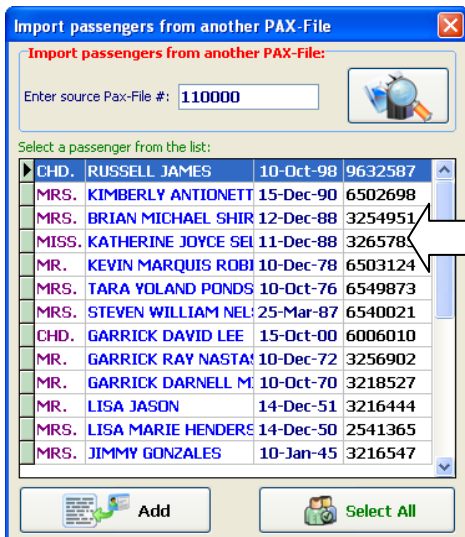 Import passengers from another PAX-File
Import passengers from another PAX-File:
Enter source Pax-File #: 110000
Select a passenger from the list:
CHD. RUSSELL JAMES 10-Oct-98 9632587
MRS. KIMBERLY ANTIONETT 15-Dec-90 6502698
MRS. BRIAN MICHAEL SHIR 12-Dec-88 3254951
MISS. KATHERINE JOYCE SEL 11-Dec-88 326578
MR. KEVIN MARQUIS ROBI 10-Dec-78 6503124
MRS. TARA YOLAND PONDS 10-Oct-76 6549873
MRS. STEVEN WILLIAM NEL 25-Mar-87 6540021
CHD. GARRICK DAVID LEE 15-Oct-00 6006010
MR. GARRICK RAY NASTAS 10-Dec-72 3256902
MR. GARRICK DARNELL M 10-Oct-70 3218527
MR. LISA JASON 14-Dec-51 3216444
MRS. LISA MARIE HENDERS 14-Dec-50 2541365
MRS. JIMMY GONZALES 10-Jan-45 3216547
Add
Select All